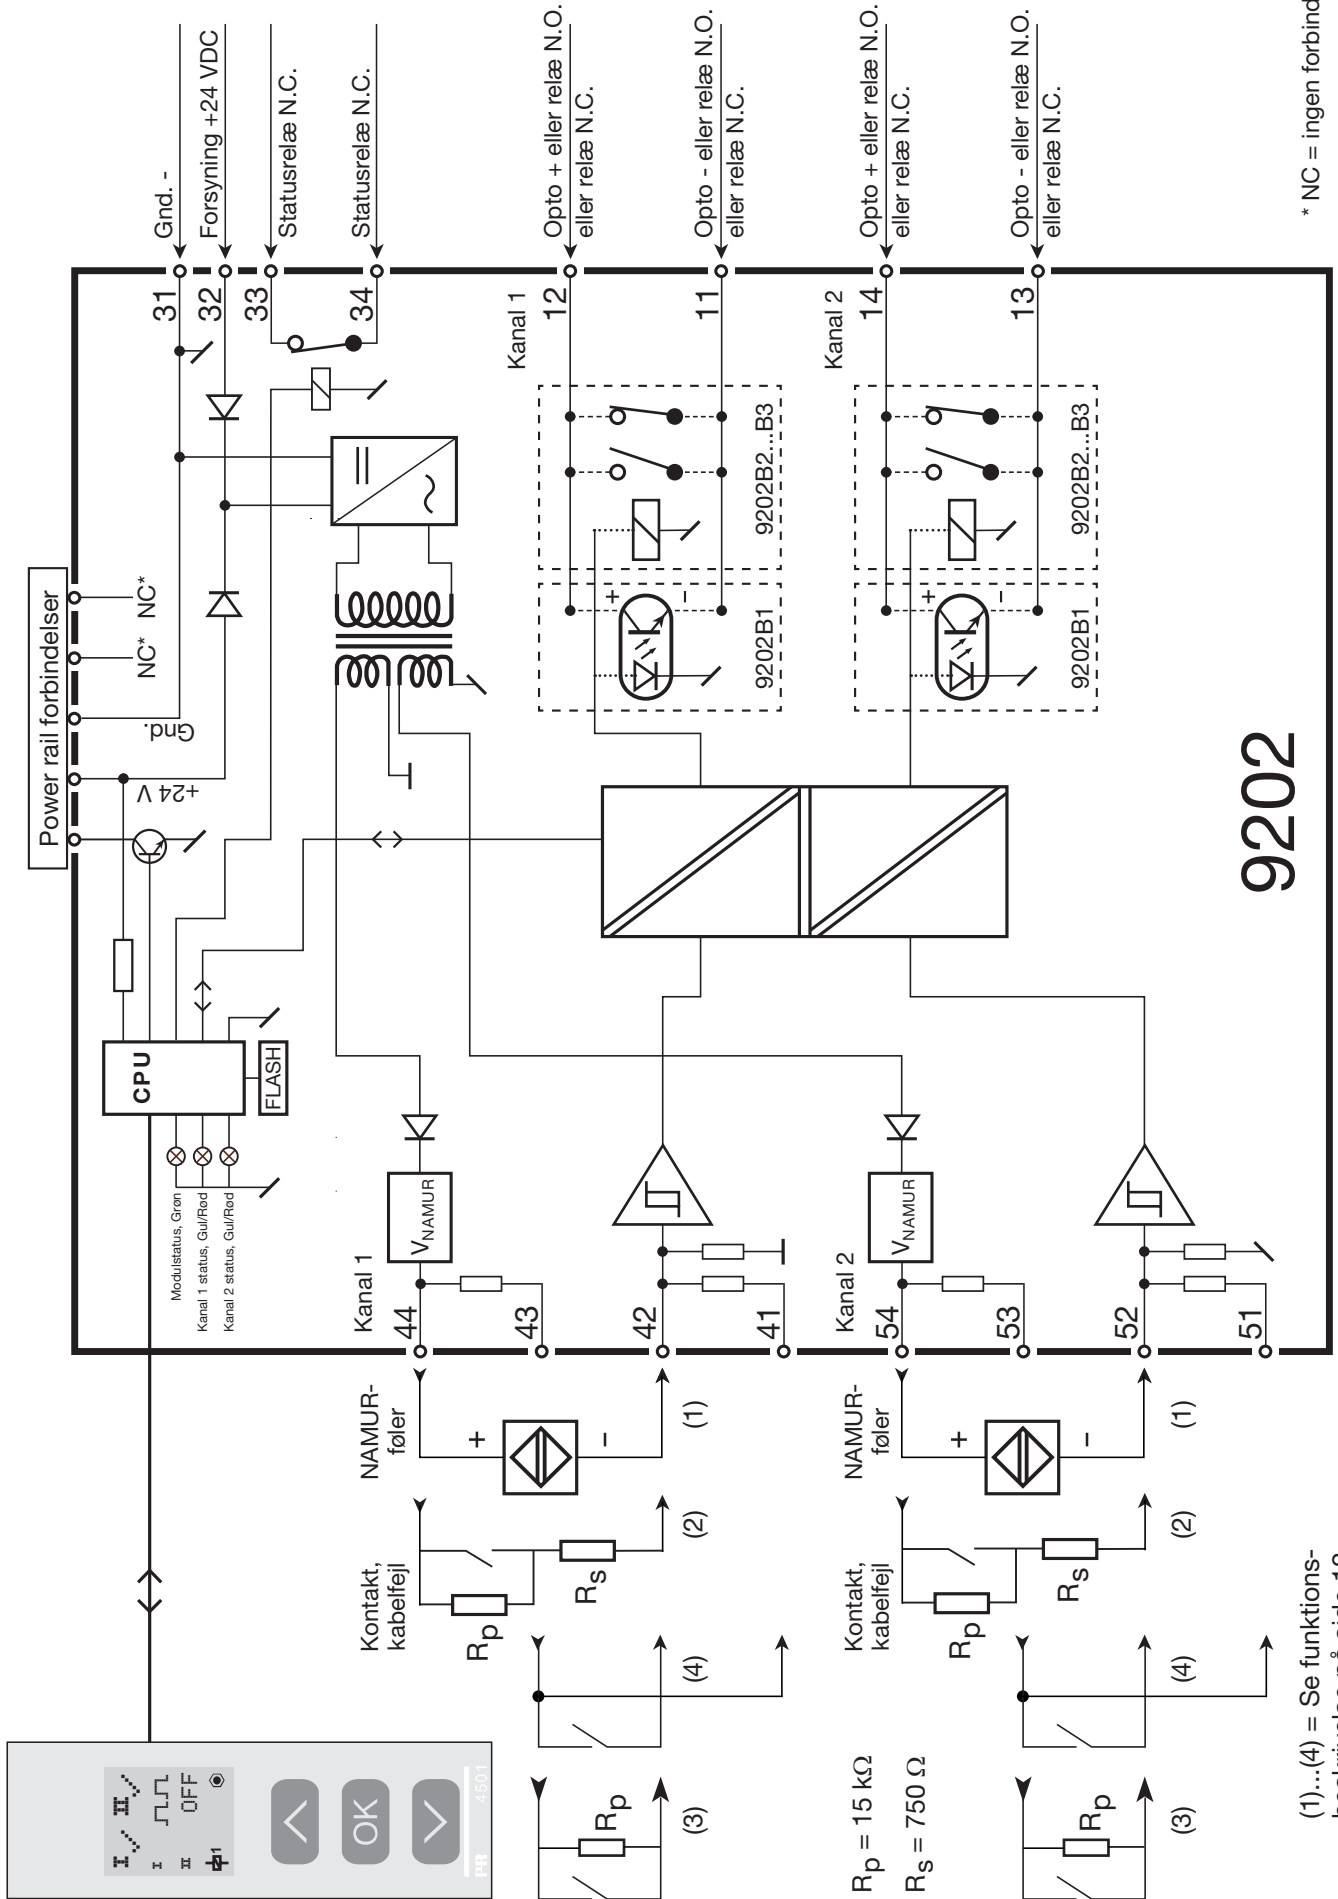 Power rail forbindelser
NC*
NC*
Gnd.
+24 V
Gnd. -
Forsyning +24 VDC
Statusrelæ N.C.
Statusrelæ N.C.
Opto + eller relæ N.O.
eller relæ N.C.
Opto - eller relæ N.O.
eller relæ N.C.
Opto + eller relæ N.O.
eller relæ N.C.
Opto - eller relæ N.O.
eller relæ N.C.
31
32
33
34
Kanal 1
12
11
Kanal 2
14
13
9202B2...B3
9202B1
+
-
9202B2...B3
9202B1
+
-
CPU
FLASH
Modulstatus, Grøn
Kanal 1 status, Gul/Rød
Kanal 2 status, Gul/Rød
VNAMUR
VNAMUR
9202
Kanal 1
44
43
42
41
Kanal 2
54
53
52
51
NAMUR-
føler
+
-
(1)
Kontakt,
kabelfejl
Rp
Rs
(2)
(4)
Rp
(3)
NAMUR-
føler
+
-
(1)
Kontakt,
kabelfejl
Rp
Rs
(2)
(4)
Rp
(3)
Rp = 15 kΩ
Rs = 750 Ω
I II
I
II OFF
OK
PR 4501
* NC = ingen
(1)...(4) = Se funktions-